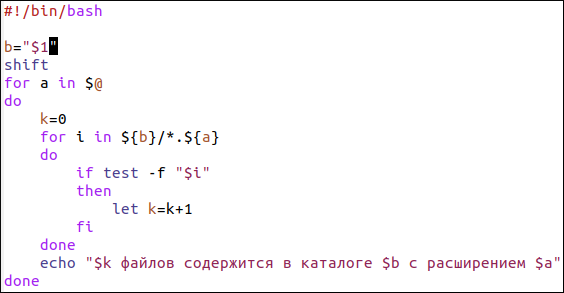 #!/bin/bash
b="$1"
shift
for a in $@
do
    k=0
    for i in ${b}/*.${a}
    do
        if test -f "$i"
        then
            let k=k+1
        fi
    done
    echo "$k файлов содержится в каталоге $b с расширением $a"
done